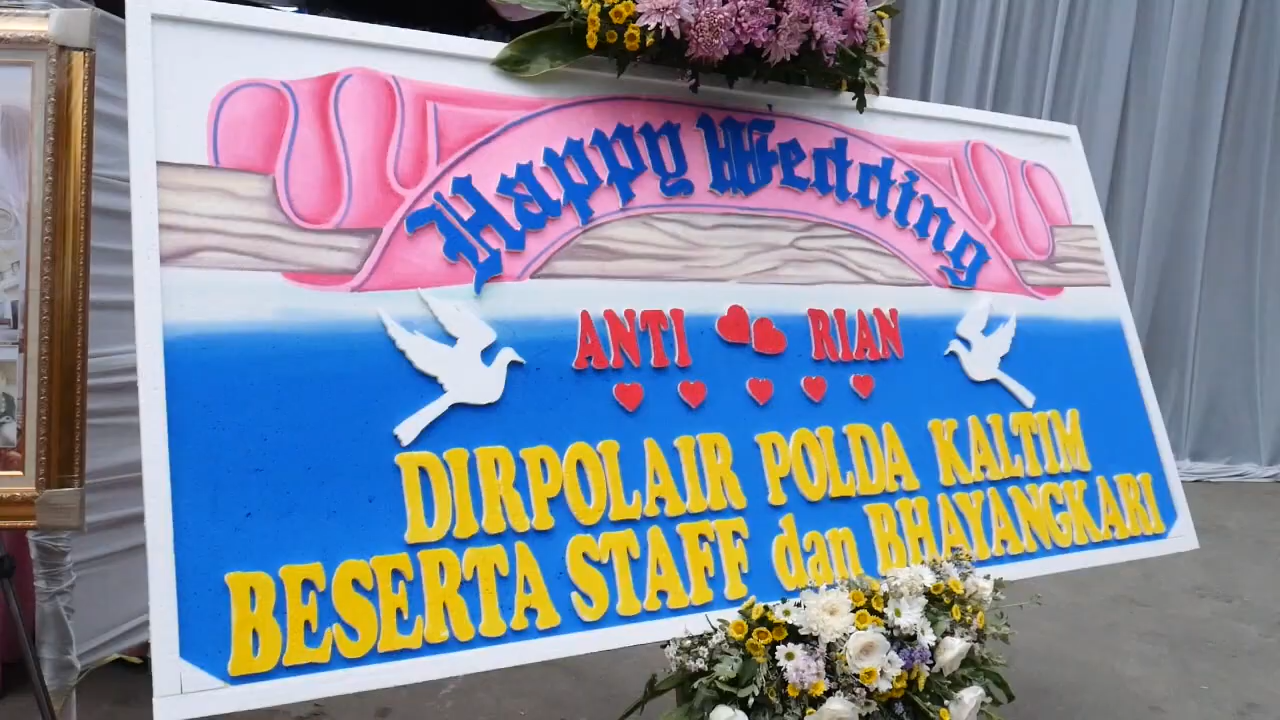 Happy Wedding
ANTI RIAN
DIRPOLAIR POLDA KALTIM
BESERTA STAFF dan BHAYANGKARI